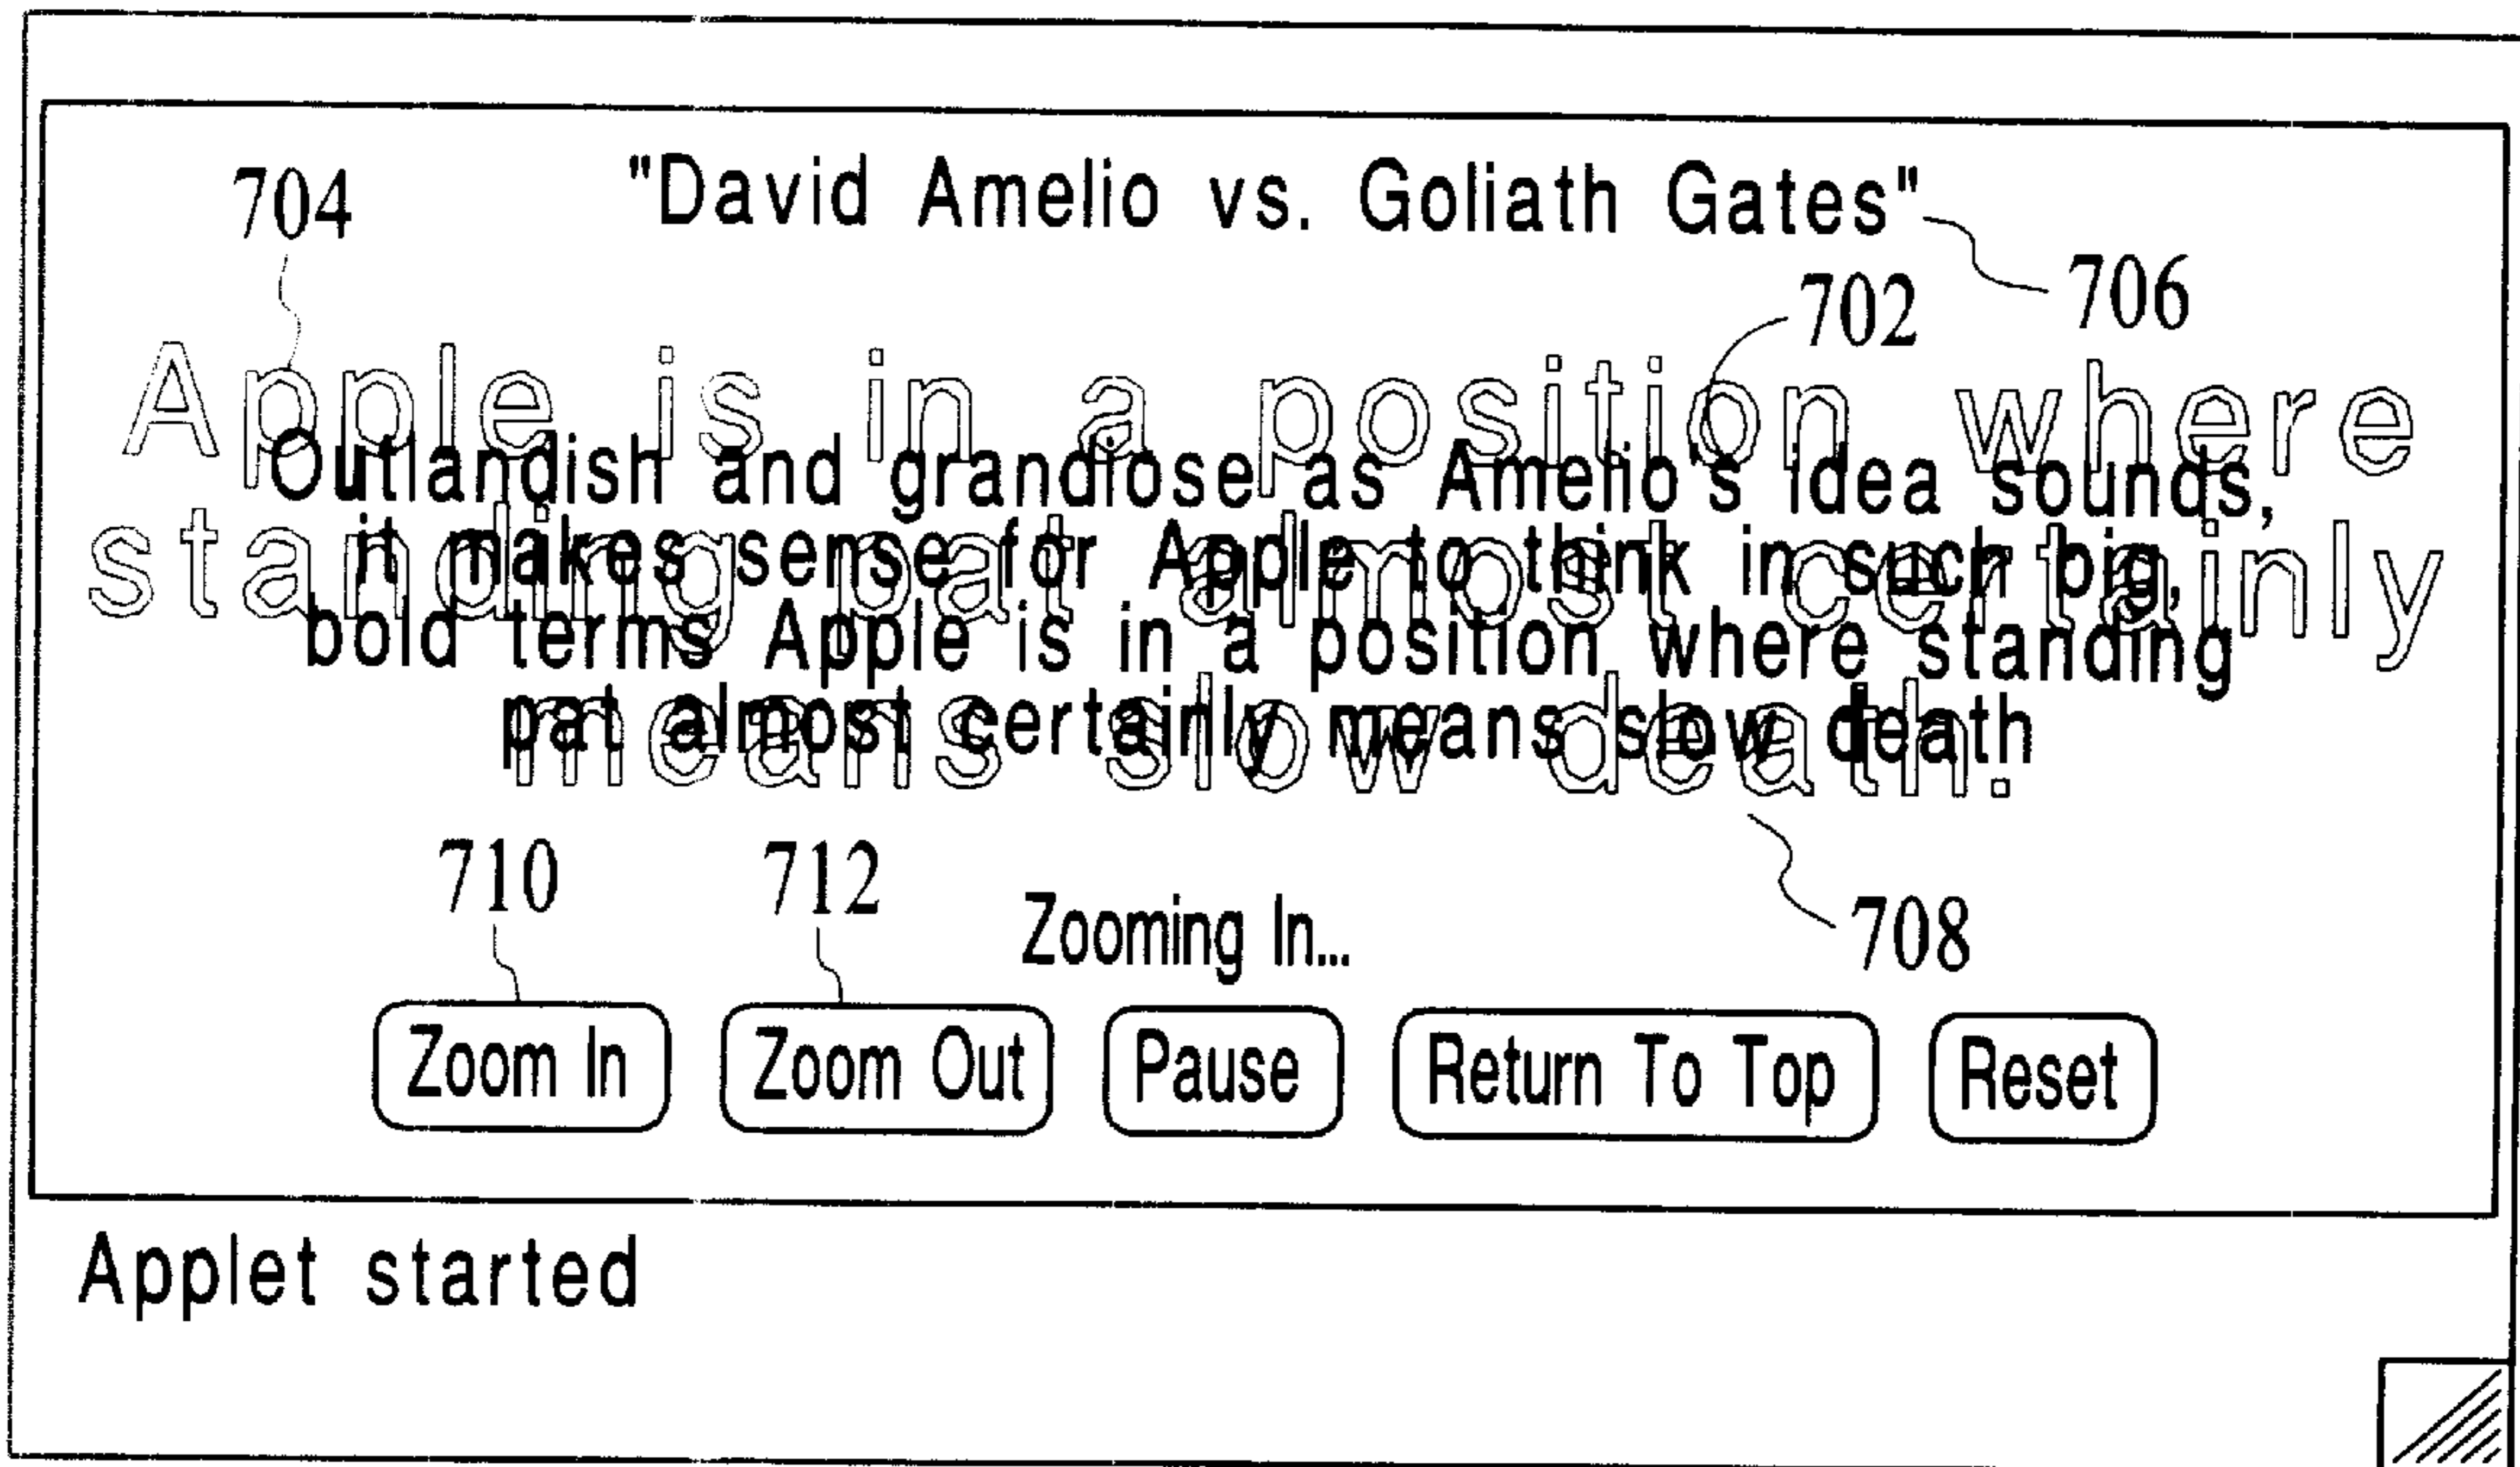 "David Amelio vs. Goliath Gates"
704
706
702
Apple is in a position where
Outlandish and grandiose as Amelio's idea sounds,
standing pat almost certainly
it makes sense for Apple to think in such big,
bold terms Apple is in a position where standing
means slow death.
pat almost certainly means slow death
710
712
Zooming In...
708
Zoom In
Zoom Out
Pause
Return To Top
Reset
Applet started